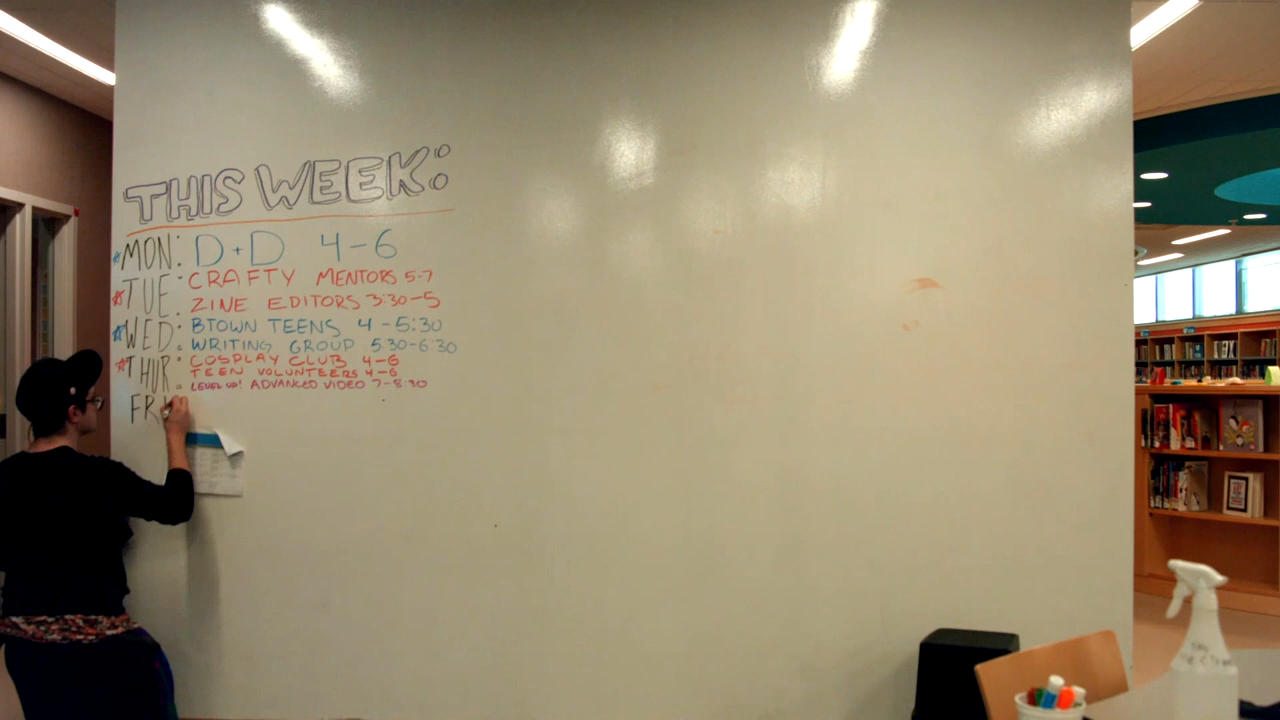 THIS WEEK:
MON: D+D 4-6
TUE: CRAFTY MENTORS 5-7
ZINE EDITORS 3:30-5
WED: BTOWN TEENS 4-5:30
WRITING GROUP 5:30-6:30
THUR: COSPLAY CLUB 4-6
TEEN VOLUNTEERS 4-6
LEVEL UP! ADVANCED VIDEO 7-8:30
FRI